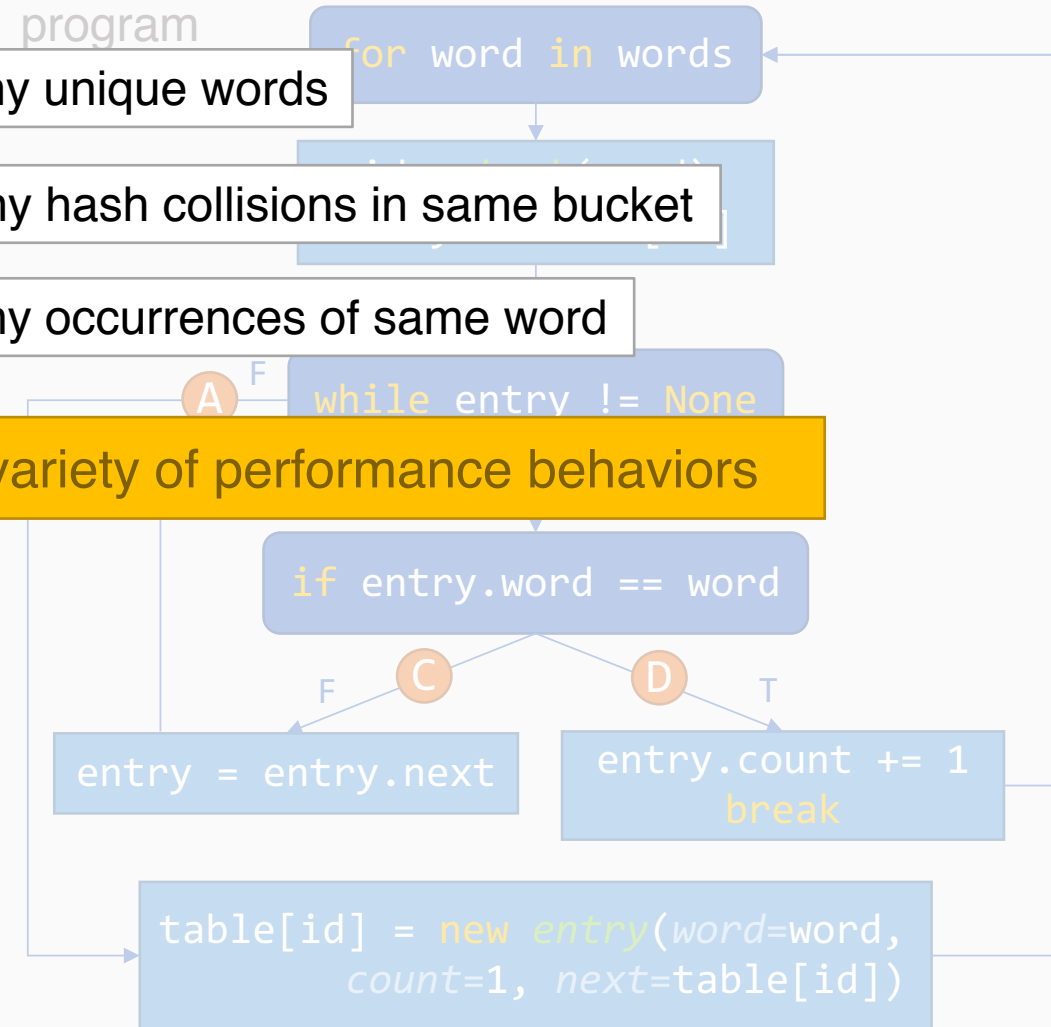 program
for word in words
ny unique words
ny hash collisions in same bucket
ny occurrences of same word
A F
while entry != None
variety of performance behaviors
if entry.word == word
F C D T
entry = entry.next
entry.count += 1
break
table[id] = new entry(word=word,
count=1, next=table[id])